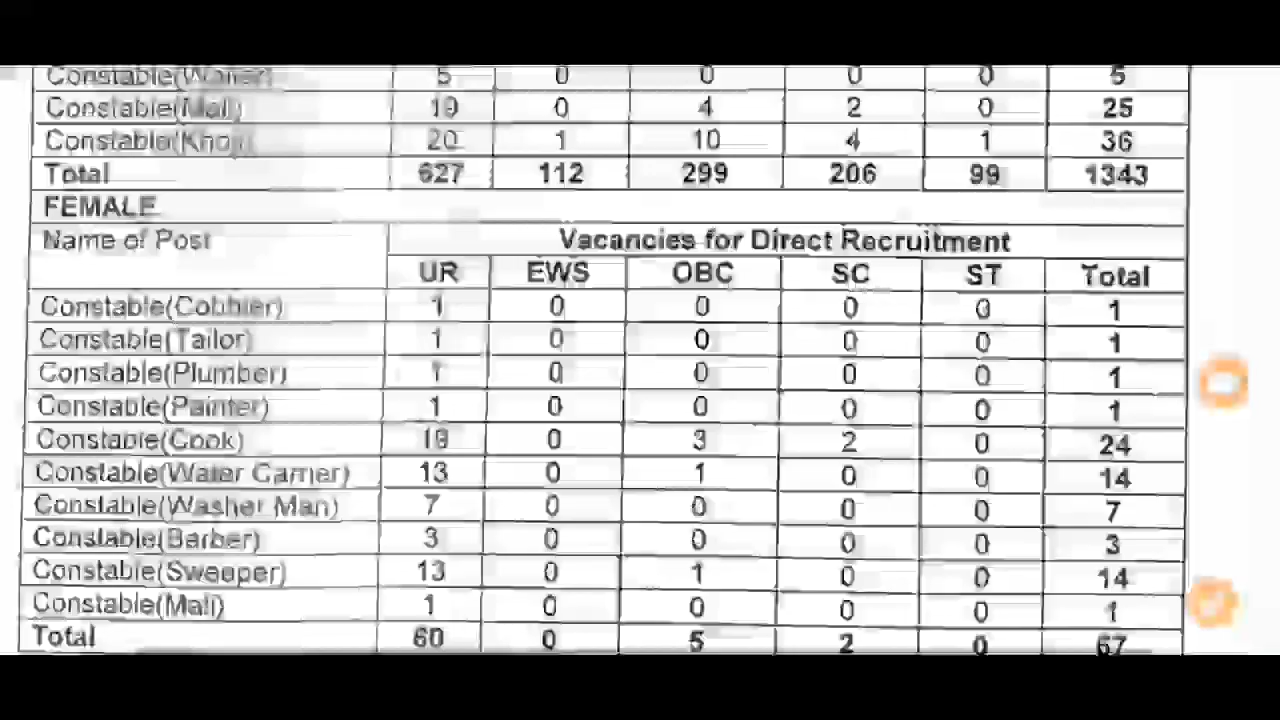 Constable(Waiter) 5 0 0 0 0 5
Constable(Mali) 19 0 4 2 0 25
Constable(Khoji) 20 1 10 4 1 36
Total 627 112 299 206 99 1343
FEMALE
Name of Post Vacancies for Direct Recruitment
UR EWS OBC SC ST Total
Constable(Cobbler) 1 0 0 0 0 1
Constable(Tailor) 1 0 0 0 0 1
Constable(Plumber) 1 0 0 0 0 1
Constable(Painter) 1 0 0 0 0 1
Constable(Cook) 19 0 3 2 0 24
Constable(Water Carrier) 13 0 1 0 0 14
Constable(Washer Man) 7 0 0 0 0 7
Constable(Barber) 3 0 0 0 0 3
Constable(Sweeper) 13 0 1 0 0 14
Constable(Mali) 1 0 0 0 0 1
Total 60 0 5 2 0 67